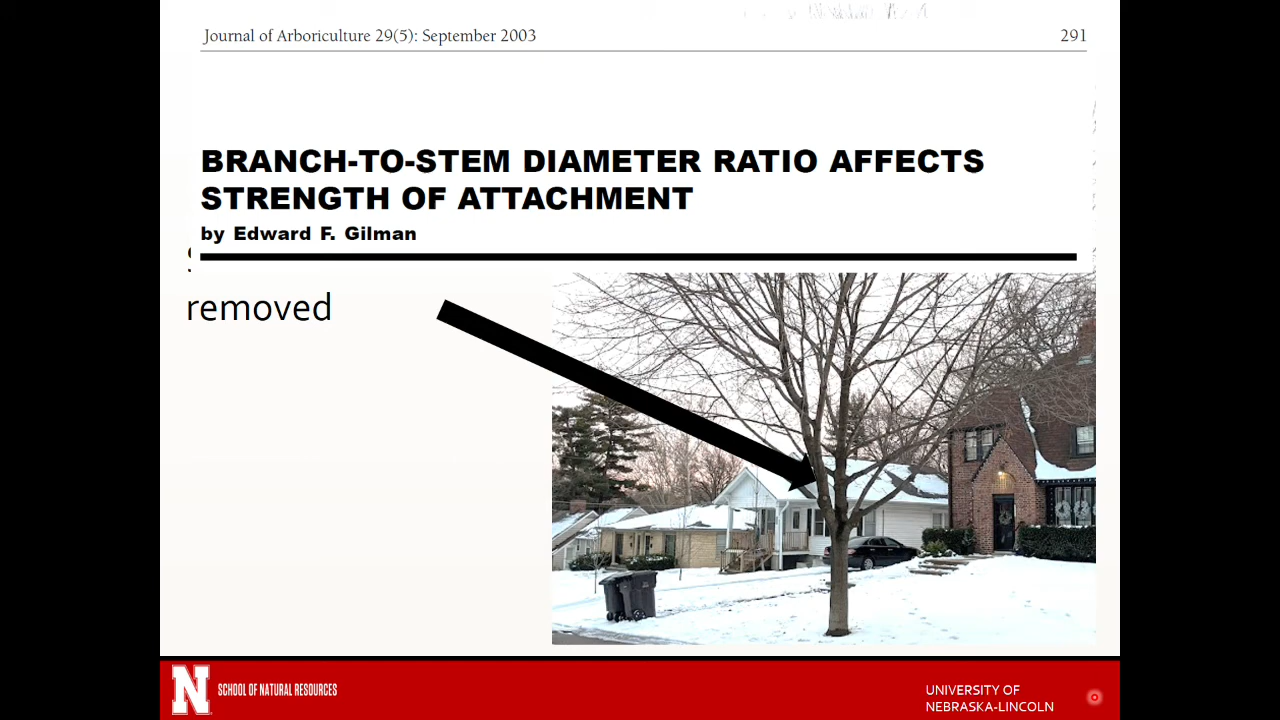 Journal of Arboriculture 29(5): September 2003 291
BRANCH-TO-STEM DIAMETER RATIO AFFECTS
STRENGTH OF ATTACHMENT
by Edward F. Gilman
removed
N SCHOOL OF NATURAL RESOURCES
UNIVERSITY OF
NEBRASKA-LINCOLN